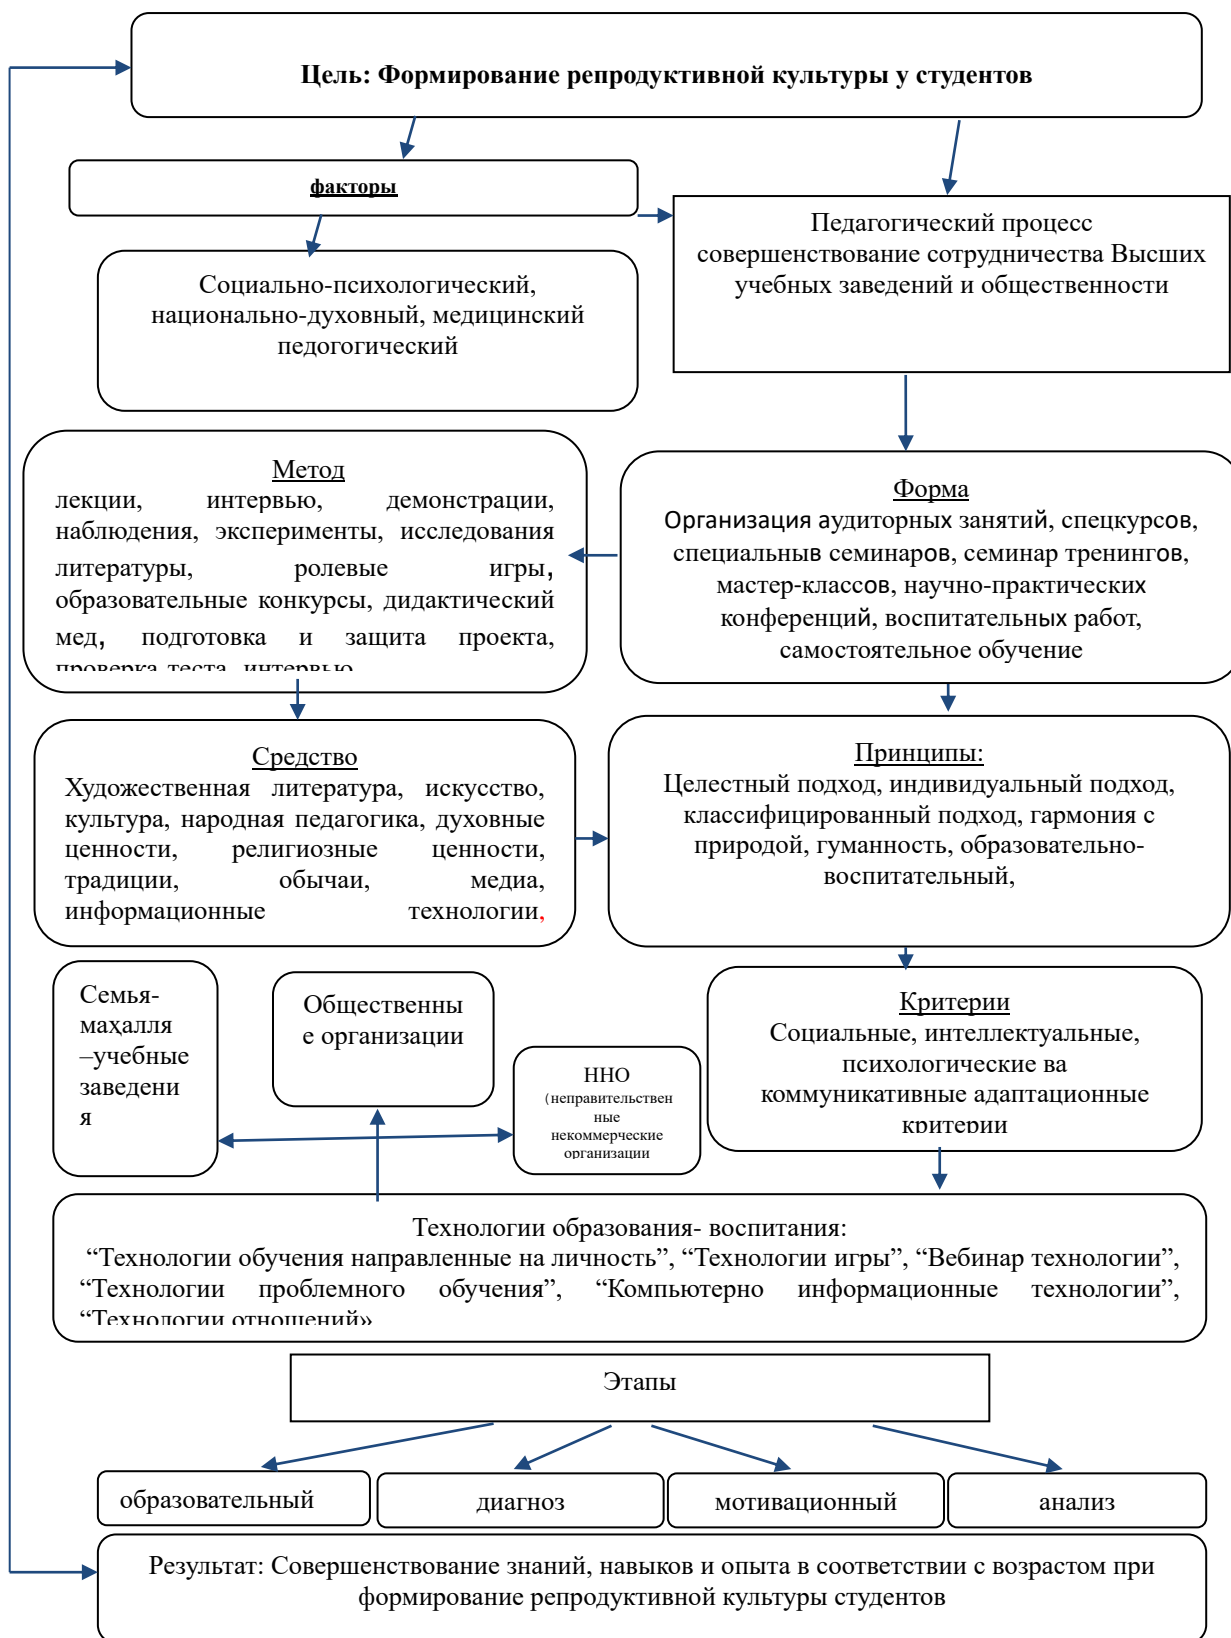 Цель: Формирование репродуктивной культуры у студентов
факторы
Педагогический процесс
совершенствование сотрудничества Высших
учебных заведений и общественности
Социально-психологический,
национально-духовный, медицинский
педогогический
Метод
лекции, интервью, демонстрации,
наблюдения, эксперименты, исследования
литературы, ролевые игры,
образовательные конкурсы, дидактический
мед, подготовка и защита проекта,
проверка теста, интервью
Форма
Организация аудиторных занятий, спецкурсов,
специальныв семинаров, семинар тренингов,
мастер-классов, научно-практических
конференций, воспитательных работ,
самостоятельное обучение
Средство
Художественная литература, искусство,
культура, народная педагогика, духовные
ценности, религиозные ценности,
традиции, обычаи, медиа,
информационные технологии,
Принципы:
Целестный подход, индивидуальный подход,
классифицированный подход, гармония с
природой, гуманность, образовательно-
воспитательный,
Семья-
маҳалля
–учебные
заведени
я
Общественны
е организации
ННО
(неправительствен
ные
некоммерческие
организации
Критерии
Социальные, интеллектуальные,
психологические ва
коммуникативные адаптационные
критерии
Технологии образования- воспитания:
“Технологии обучения направленные на личность”, “Технологии игры”, “Вебинар технологии”,
“Технологии проблемного обучения”, “Компьютерно информационные технологии”,
“Технологии отношений»
Этапы
образовательный
диагноз
мотивационный
анализ
Результат: Совершенствование знаний, навыков и опыта в соответствии с возрастом при
формирование репродуктивной культуры студентов